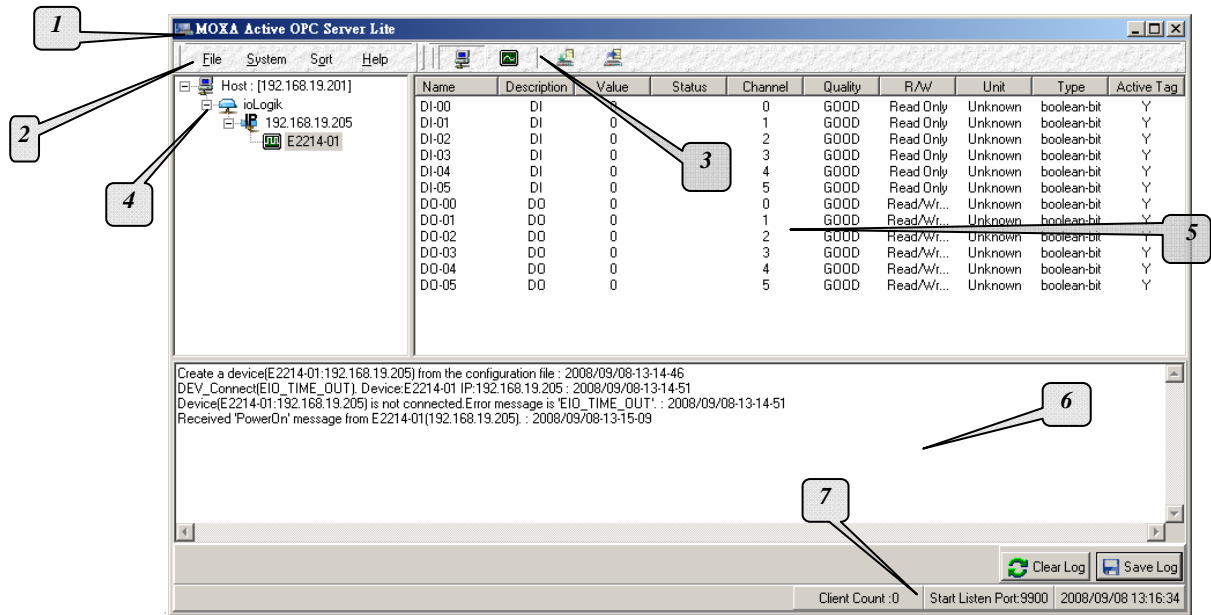 1
MOXA Active OPC Server Lite
File System Sort Help
2
3
4
5
6
7
Host : [192.168.19.201]
ioLogik
192.168.19.205
E2214-01
Name Description Value Status Channel Quality R/W Unit Type Active Tag
DI-00 DI 0 0 GOOD Read Only Unknown boolean-bit Y
DI-01 DI 0 1 GOOD Read Only Unknown boolean-bit Y
DI-02 DI 0 2 GOOD Read Only Unknown boolean-bit Y
DI-03 DI 0 3 GOOD Read Only Unknown boolean-bit Y
DI-04 DI 0 4 GOOD Read Only Unknown boolean-bit Y
DI-05 DI 0 5 GOOD Read Only Unknown boolean-bit Y
DO-00 DO 0 0 GOOD Read/Wr... Unknown boolean-bit Y
DO-01 DO 0 1 GOOD Read/Wr... Unknown boolean-bit Y
DO-02 DO 0 2 GOOD Read/Wr... Unknown boolean-bit Y
DO-03 DO 0 3 GOOD Read/Wr... Unknown boolean-bit Y
DO-04 DO 0 4 GOOD Read/Wr... Unknown boolean-bit Y
DO-05 DO 0 5 GOOD Read/Wr... Unknown boolean-bit Y
Create a device(E2214-01:192.168.19.205) from the configuration file : 2008/09/08-13-14-46
DEV_Connect(EIO_TIME_OUT). Device:E2214-01 IP:192.168.19.205 : 2008/09/08-13-14-51
Device(E2214-01:192.168.19.205) is not connected.Error message is 'EIO_TIME_OUT'. : 2008/09/08-13-14-51
Received 'PowerOn' message from E2214-01(192.168.19.205). : 2008/09/08-13-15-09
Clear Log Save Log
Client Count :0 Start Listen Port:9900 2008/09/08 13:16:34